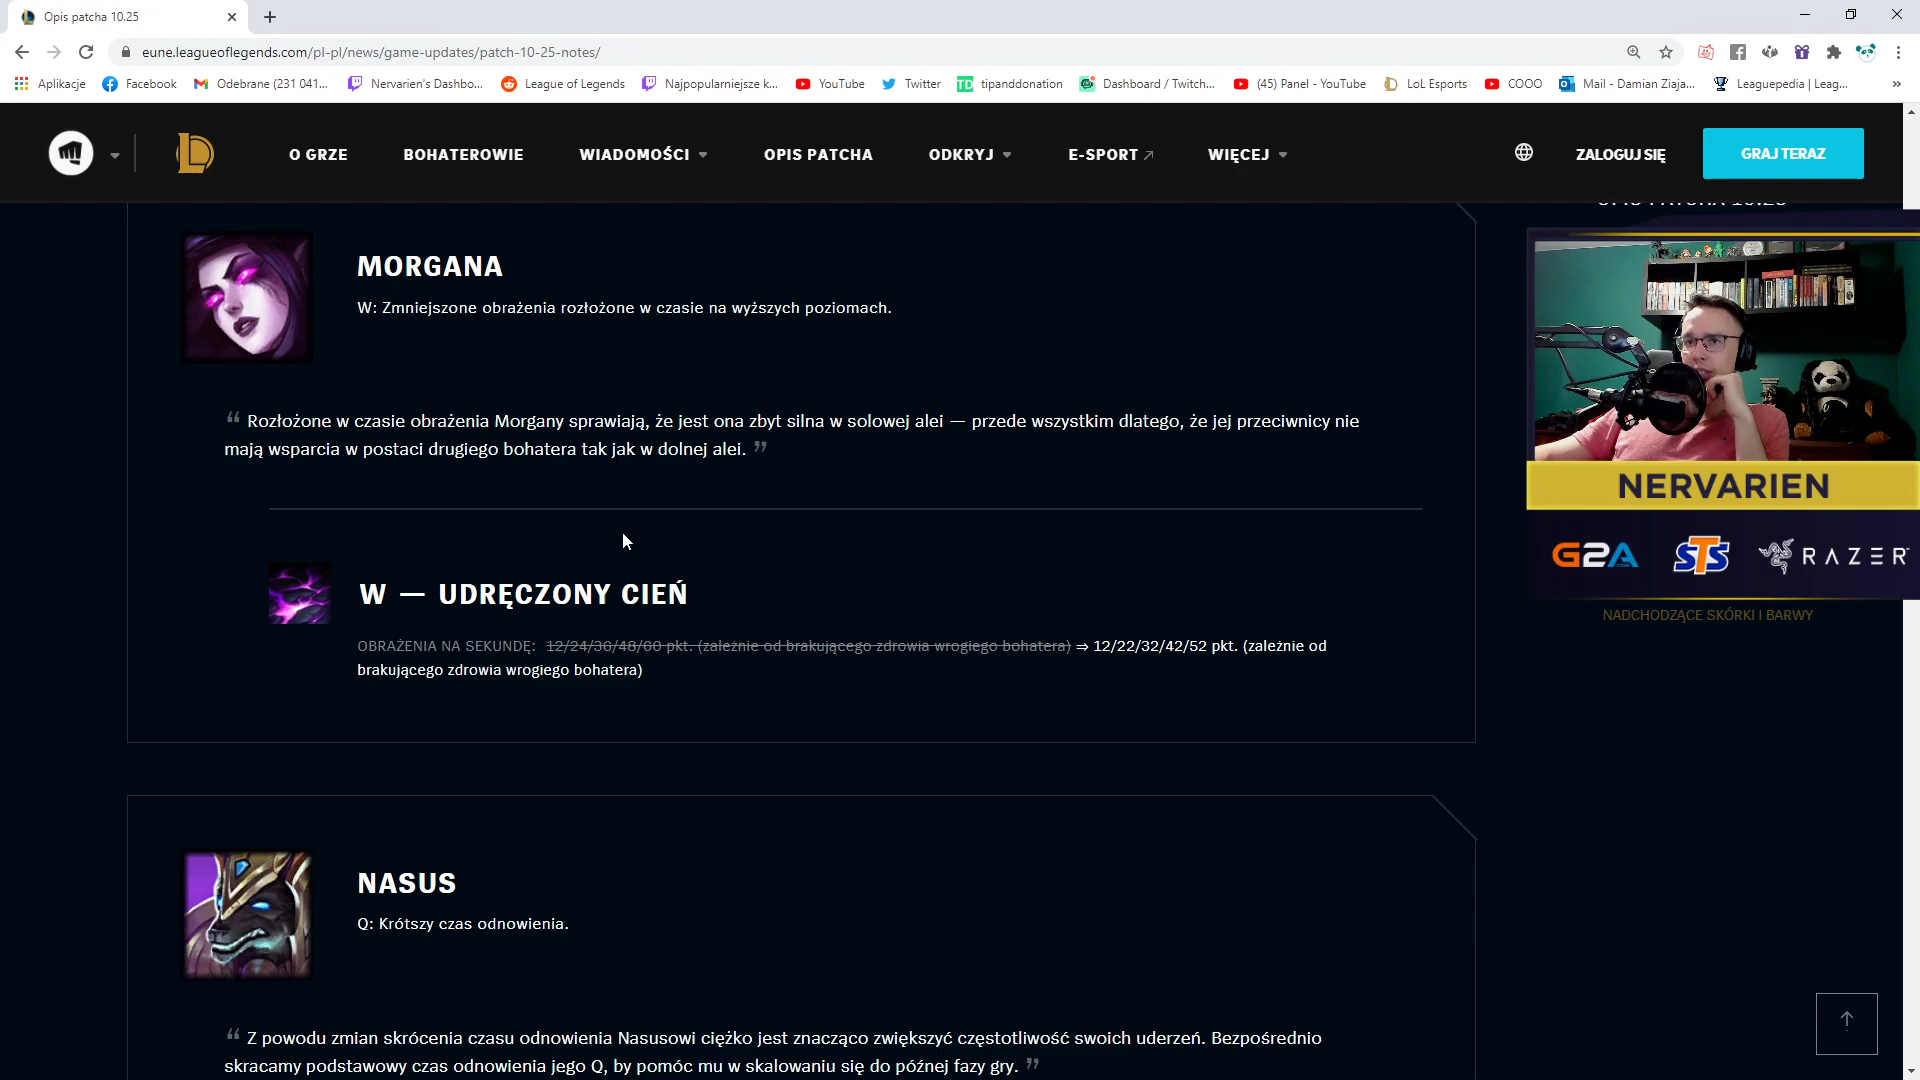 Opis patcha 10.25
eune.leagueoflegends.com/pl-pl/news/game-updates/patch-10-25-notes/
Aplikacje Facebook Odebrane (231 041... Nervarien's Dashbo... League of Legends Najpopularniejsze k... YouTube Twitter tipanddonation Dashboard / Twitch... (45) Panel - YouTube LoL Esports COOO Mail - Damian Ziaja... Leaguepedia | Leag... »
O GRZE BOHATEROWIE WIADOMOŚCI OPIS PATCHA ODKRYJ E-SPORT WIĘCEJ ZALOGUJ SIĘ GRAJ TERAZ
OPIS PATCHA 10.25
MORGANA
W: Zmniejszone obrażenia rozłożone w czasie na wyższych poziomach.
“ Rozłożone w czasie obrażenia Morgany sprawiają, że jest ona zbyt silna w solowej alei — przede wszystkim dlatego, że jej przeciwnicy nie
mają wsparcia w postaci drugiego bohatera tak jak w dolnej alei. ”
NERVARIEN
G2A STS RAZER
W — UDRĘCZONY CIEŃ
NADCHODZĄCE SKÓRKI I BARWY
OBRAŻENIA NA SEKUNDĘ: 12/24/36/48/60 pkt. (zależnie od brakującego zdrowia wrogiego bohatera) ⇒ 12/22/32/42/52 pkt. (zależnie od
brakującego zdrowia wrogiego bohatera)
NASUS
Q: Krótszy czas odnowienia.
“ Z powodu zmian skrócenia czasu odnowienia Nasusowi ciężko jest znacząco zwiększyć częstotliwość swoich uderzeń. Bezpośrednio
skracamy podstawowy czas odnowienia jego Q, by pomóc mu w skalowaniu się do późnej fazy gry. ”